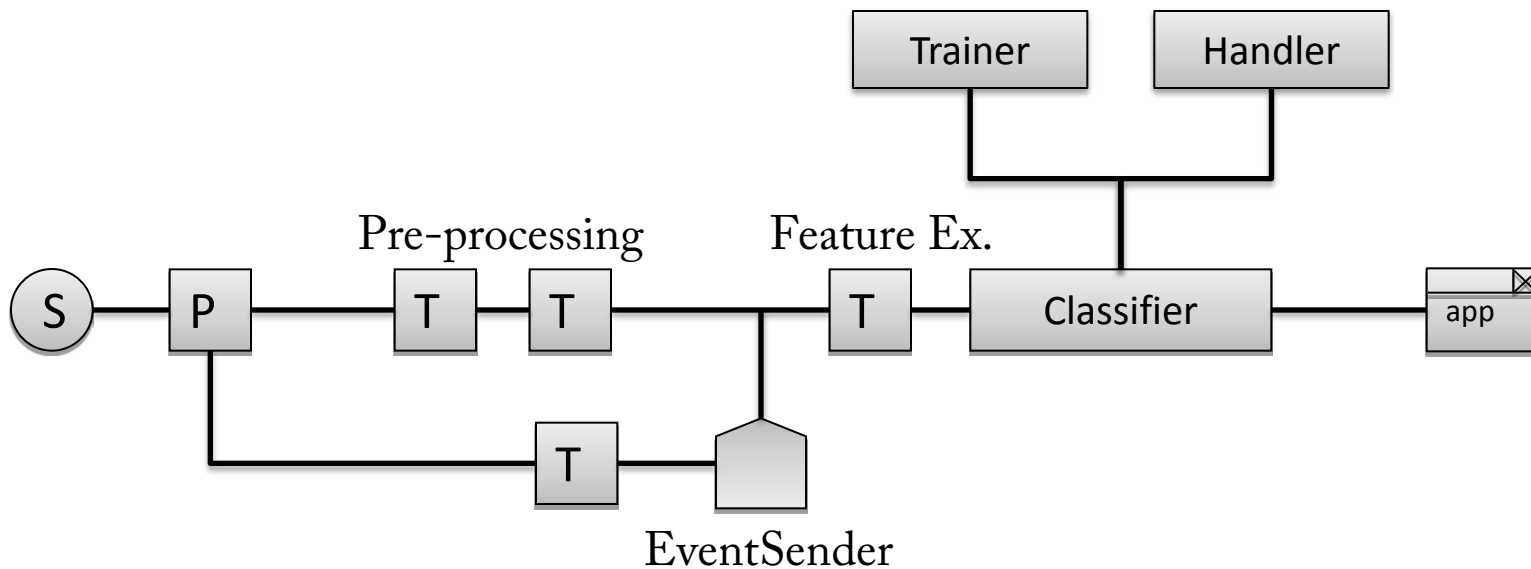 Trainer
Handler
Pre-processing
Feature Ex.
S
P
T
T
T
Classifier
app
T
EventSender